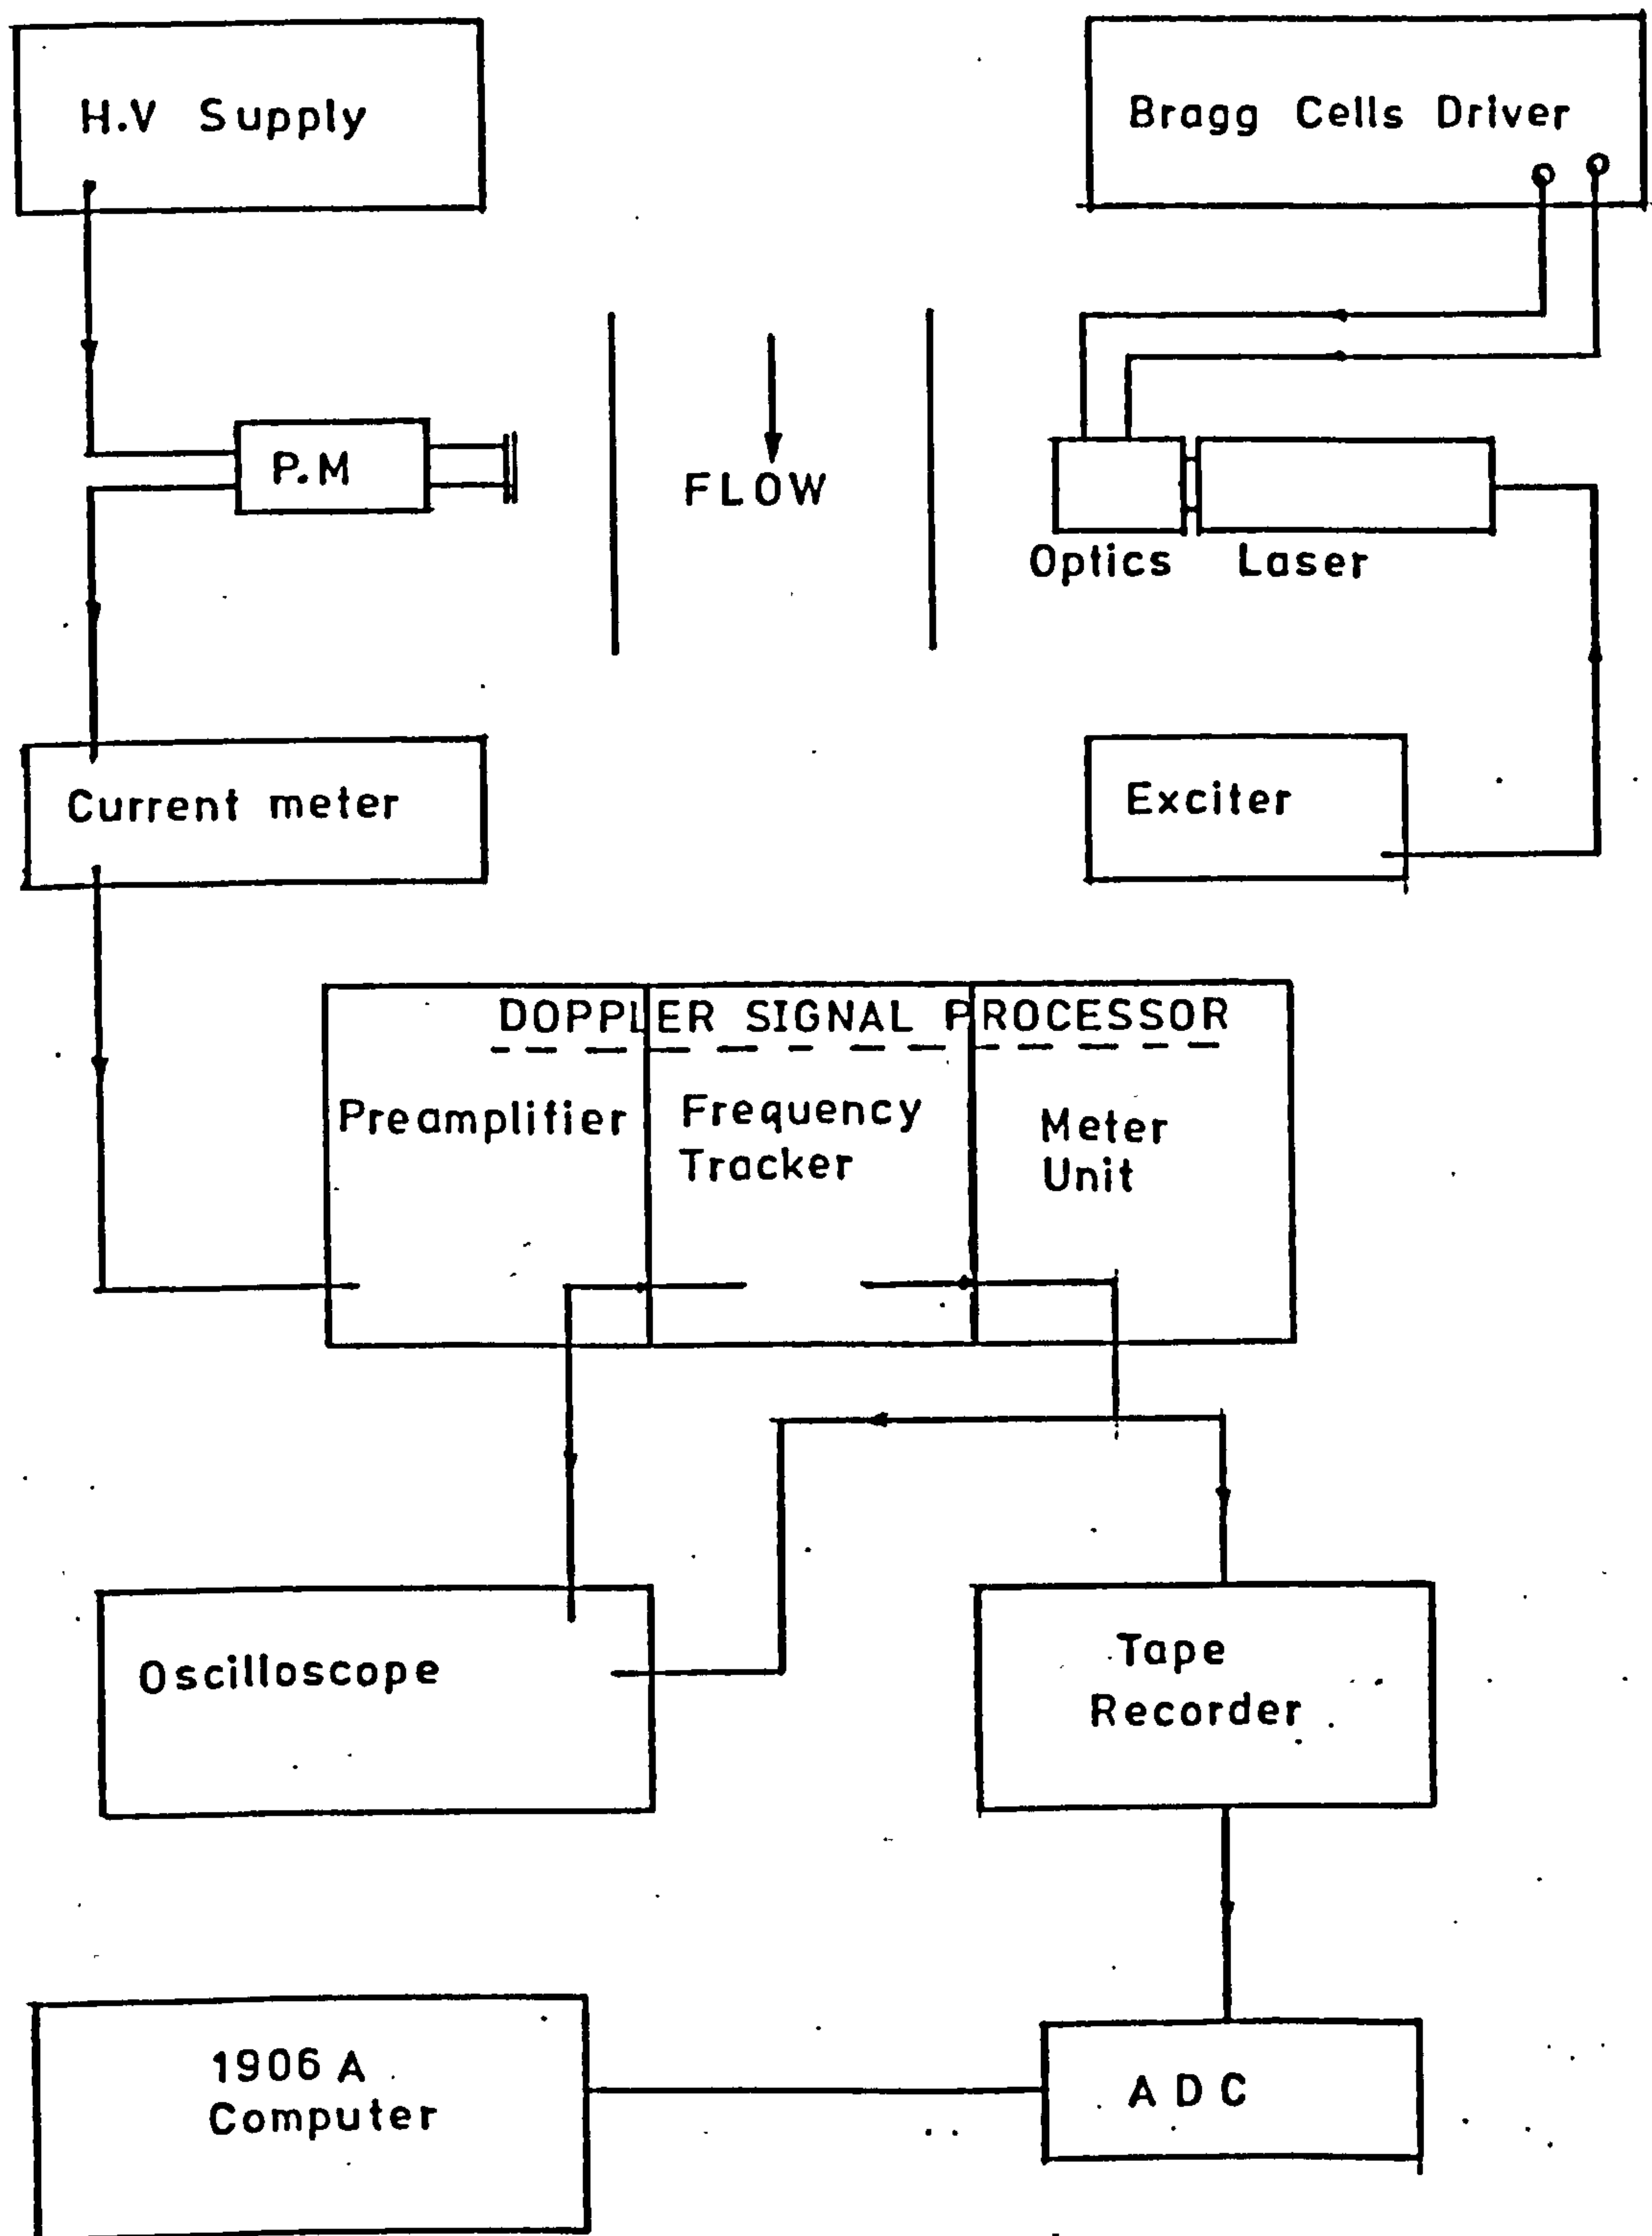 H.V Supply
Bragg Cells Driver
P.M
FLOW
Optics Laser
Current meter
Exciter
DOPPLER SIGNAL PROCESSOR
Preamplifier
Frequency
Tracker
Meter
Unit
Oscilloscope
Tape
Recorder
1906 A
Computer
ADC